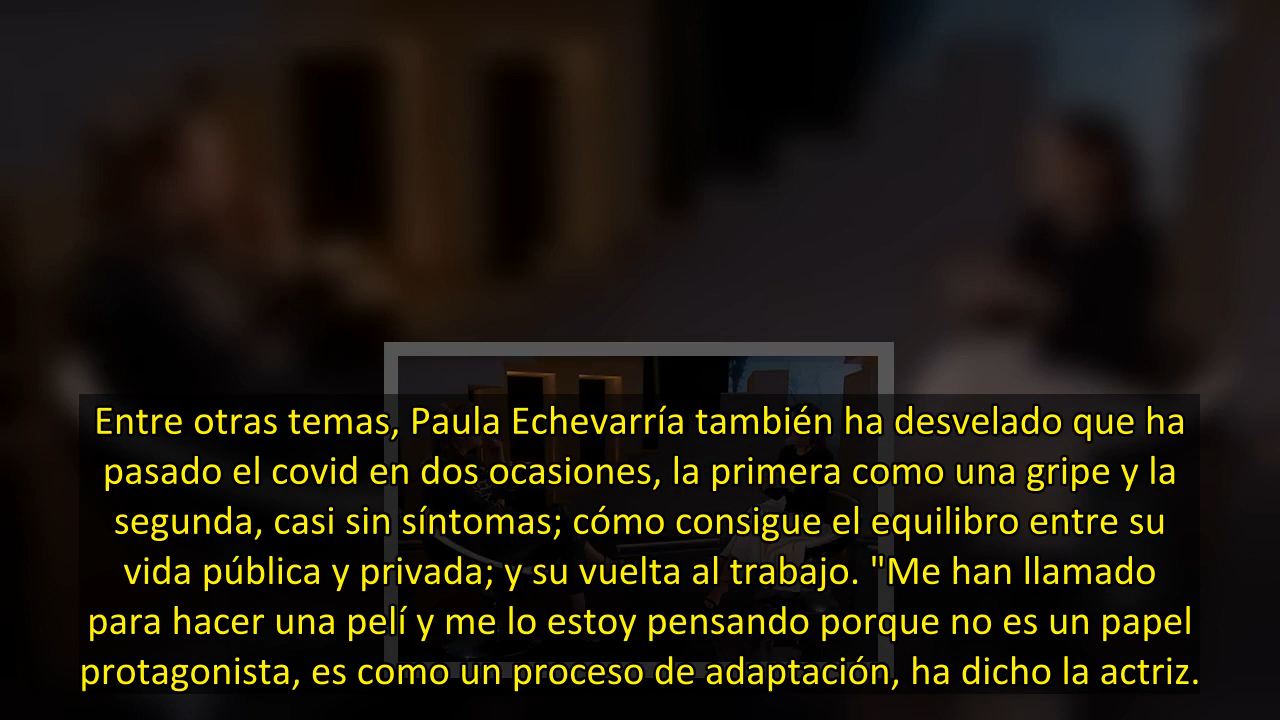 Entre otras temas, Paula Echevarría también ha desvelado que ha
pasado el covid en dos ocasiones, la primera como una gripe y la
segunda, casi sin síntomas; cómo consigue el equilibro entre su
vida pública y privada; y su vuelta al trabajo. "Me han llamado
para hacer una pelí y me lo estoy pensando porque no es un papel
protagonista, es como un proceso de adaptación, ha dicho la actriz.